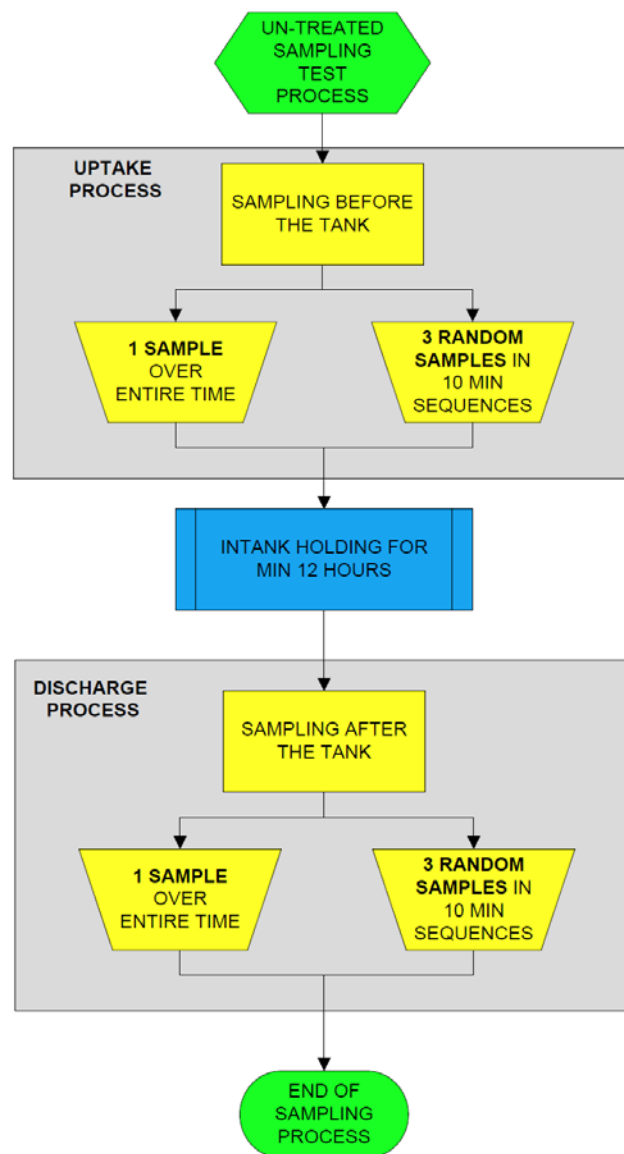 UN-TREATED
SAMPLING
TEST
PROCESS
UPTAKE
PROCESS
SAMPLING BEFORE
THE TANK
1 SAMPLE
OVER
ENTIRE TIME
3 RANDOM
SAMPLES IN
10 MIN
SEQUENCES
INTANK HOLDING FOR
MIN 12 HOURS
DISCHARGE
PROCESS
SAMPLING AFTER
THE TANK
1 SAMPLE
OVER
ENTIRE TIME
3 RANDOM
SAMPLES IN
10 MIN
SEQUENCES
END OF
SAMPLING
PROCESS